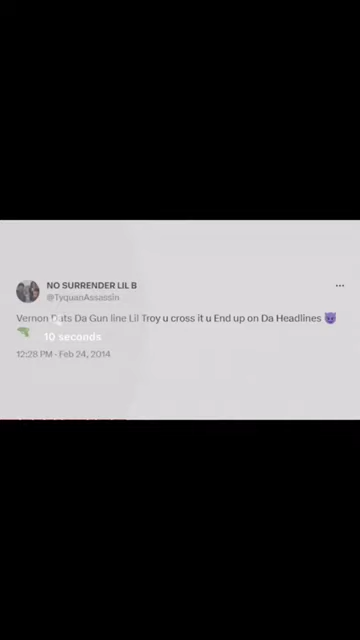 NO SURRENDER LIL B
@TyquanAssassin
Vernon Dats Da Gun line Lil Troy u cross it u End up on Da Headlines 😈
🔫 10 seconds
12:28 PM · Feb 24, 2014